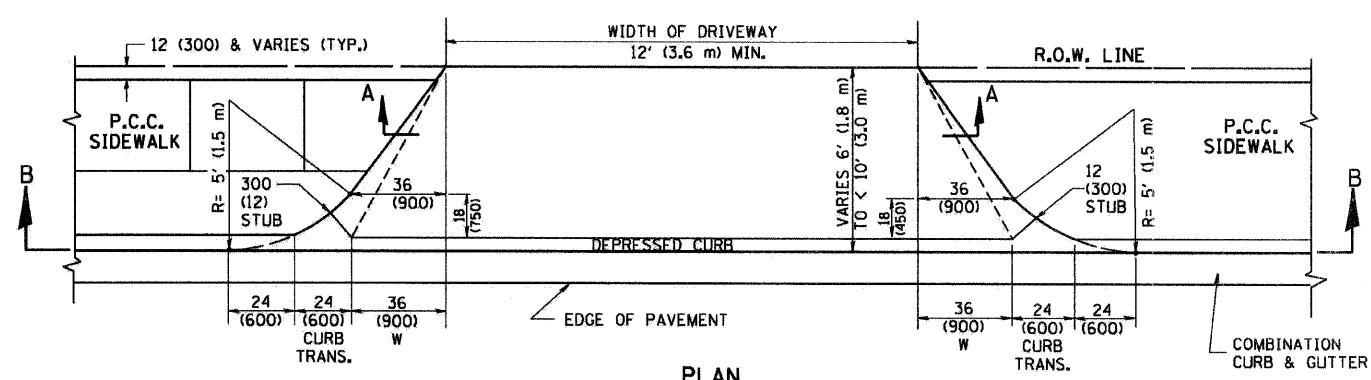 WIDTH OF DRIVEWAY
12' (3.6 m) MIN.
12 (300) & VARIES (TYP.)
R.O.W. LINE
A
A
P.C.C.
SIDEWALK
P.C.C.
SIDEWALK
R= 5' (1.5 m)
VARIES 6' (1.8 m)
TO < 10' (3.0 m)
R= 5' (1.5 m)
B
B
300
(12)
STUB
36
(900)
18
(750)
36
(900)
18
(450)
12
(300)
STUB
DEPRESSED CURB
24
(600)
24
(600)
CURB
TRANS.
36
(900)
W
EDGE OF PAVEMENT
36
(900)
W
24
(600)
CURB
TRANS.
24
(600)
COMBINATION
CURB & GUTTER
PLAN